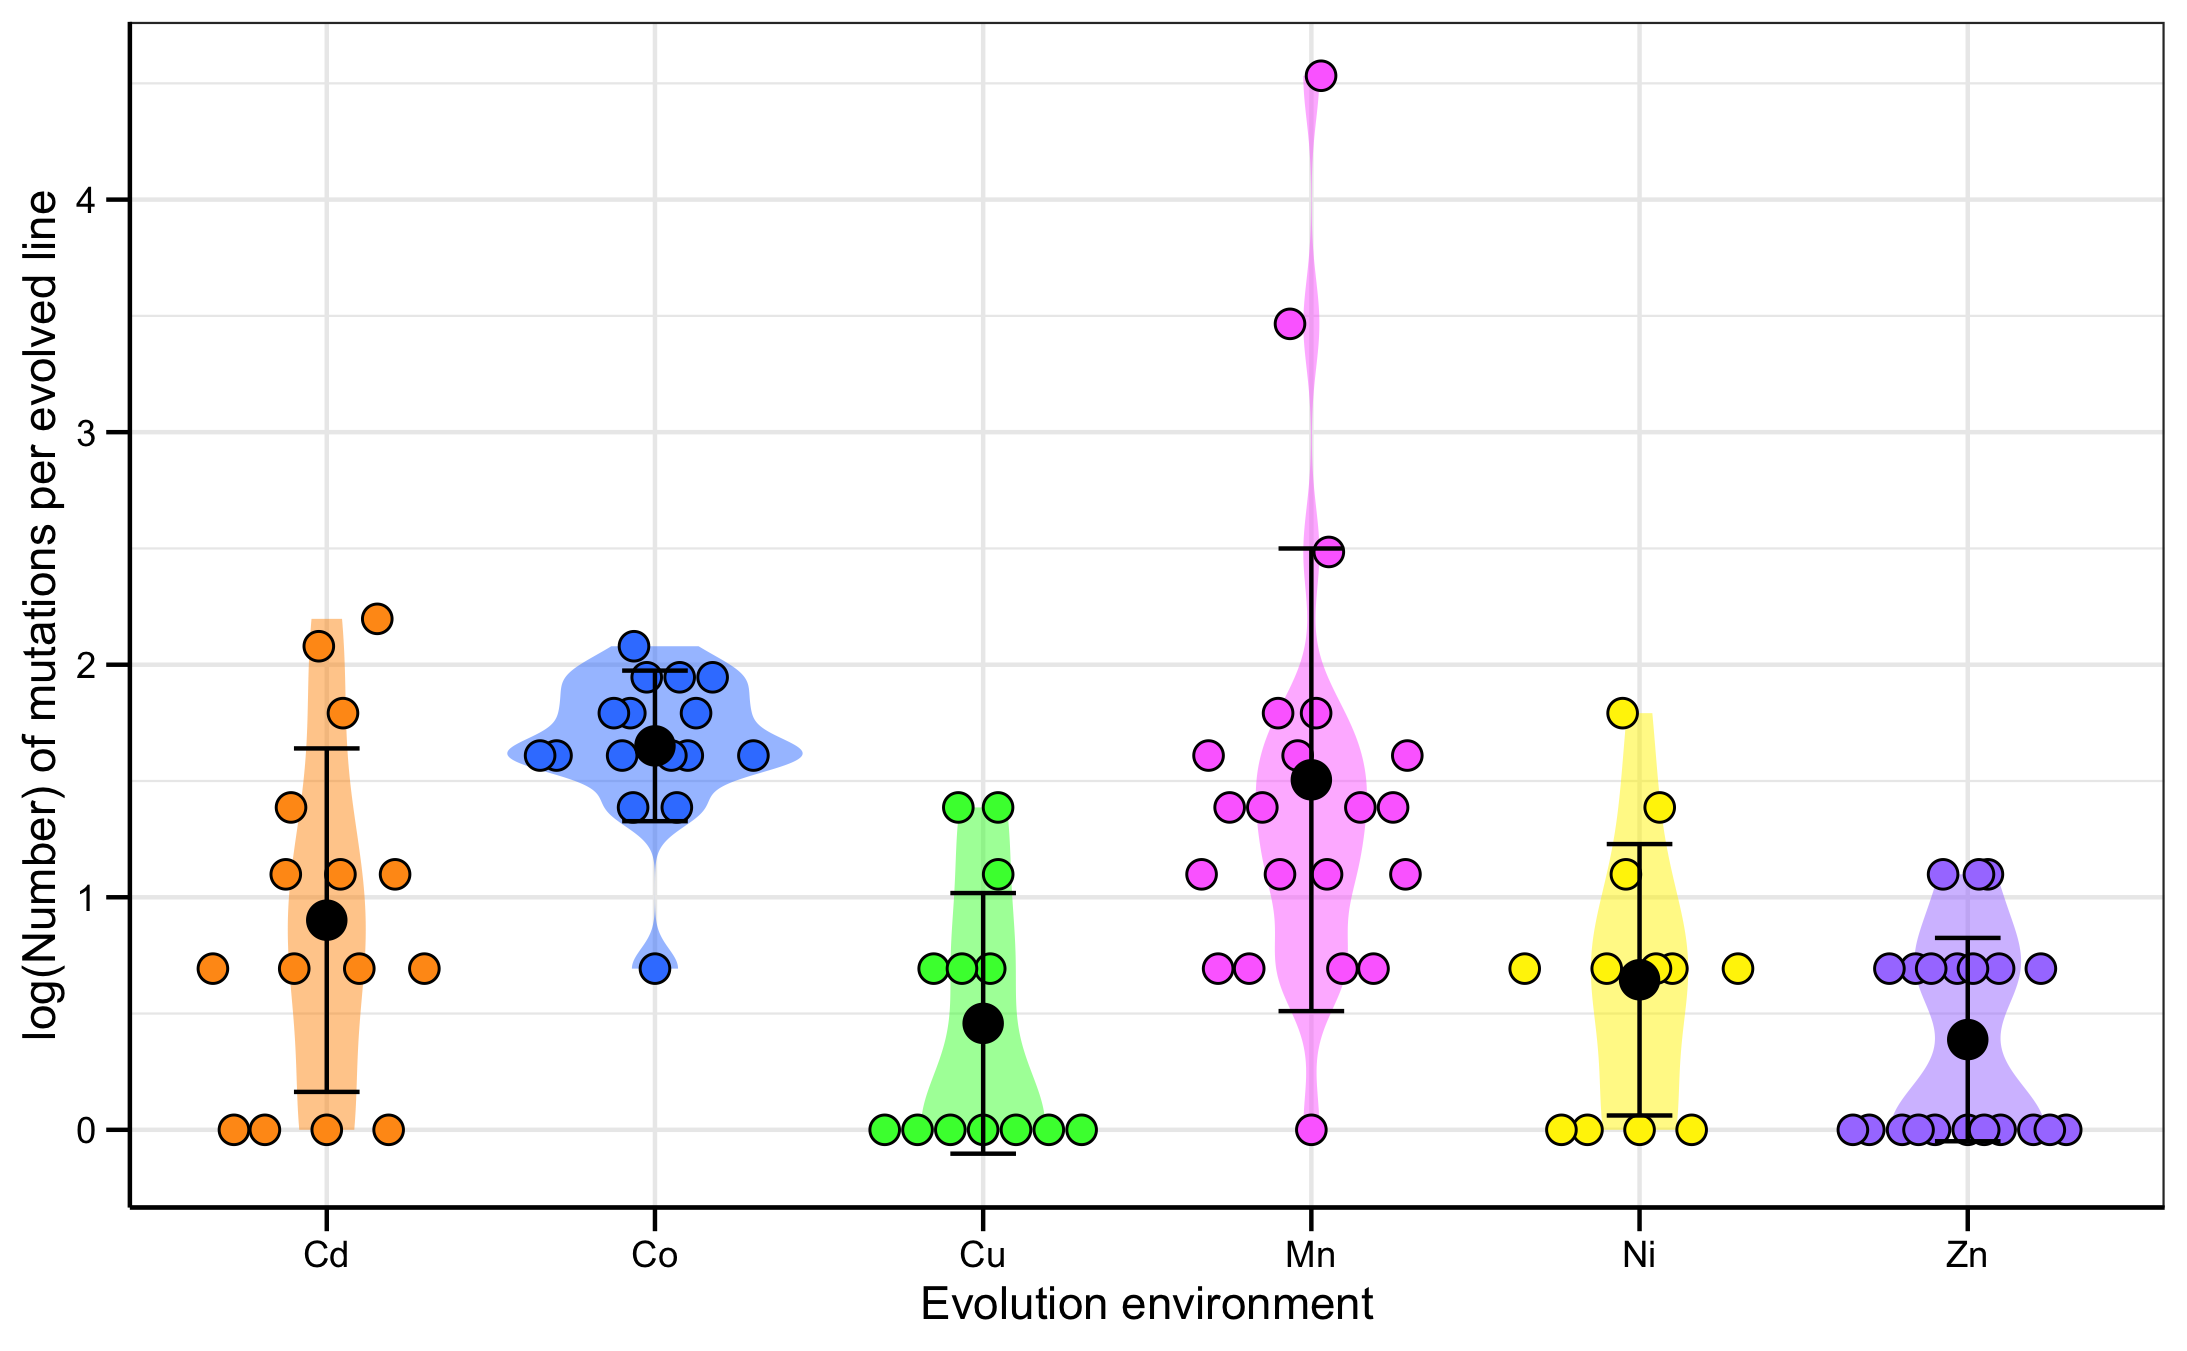 log(Number) of mutations per evolved line
4
3
2
1
0
Cd Co Cu Mn Ni Zn
Evolution environment